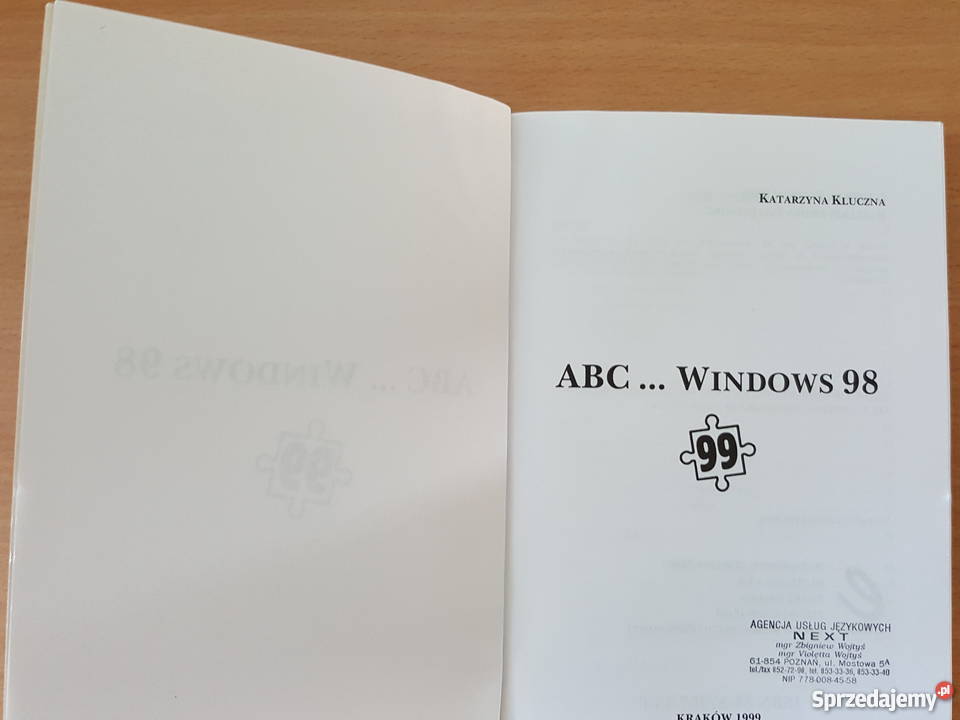 KATARZYNA KLUCZNA
ABC ... WINDOWS 98
99
AGENCJA USŁUG JĘZYKOWYCH
NEXT
mgr Zbigniew Wojtyś
mgr Violetta Wojtyś
61-854 POZNAŃ, ul. Mostowa 5A
tel./fax 852-72-98, tel. 853-33-36, 853-33-40
NIP 778-008-45-58
KRAKÓW 1999
Sprzedajemy.pl